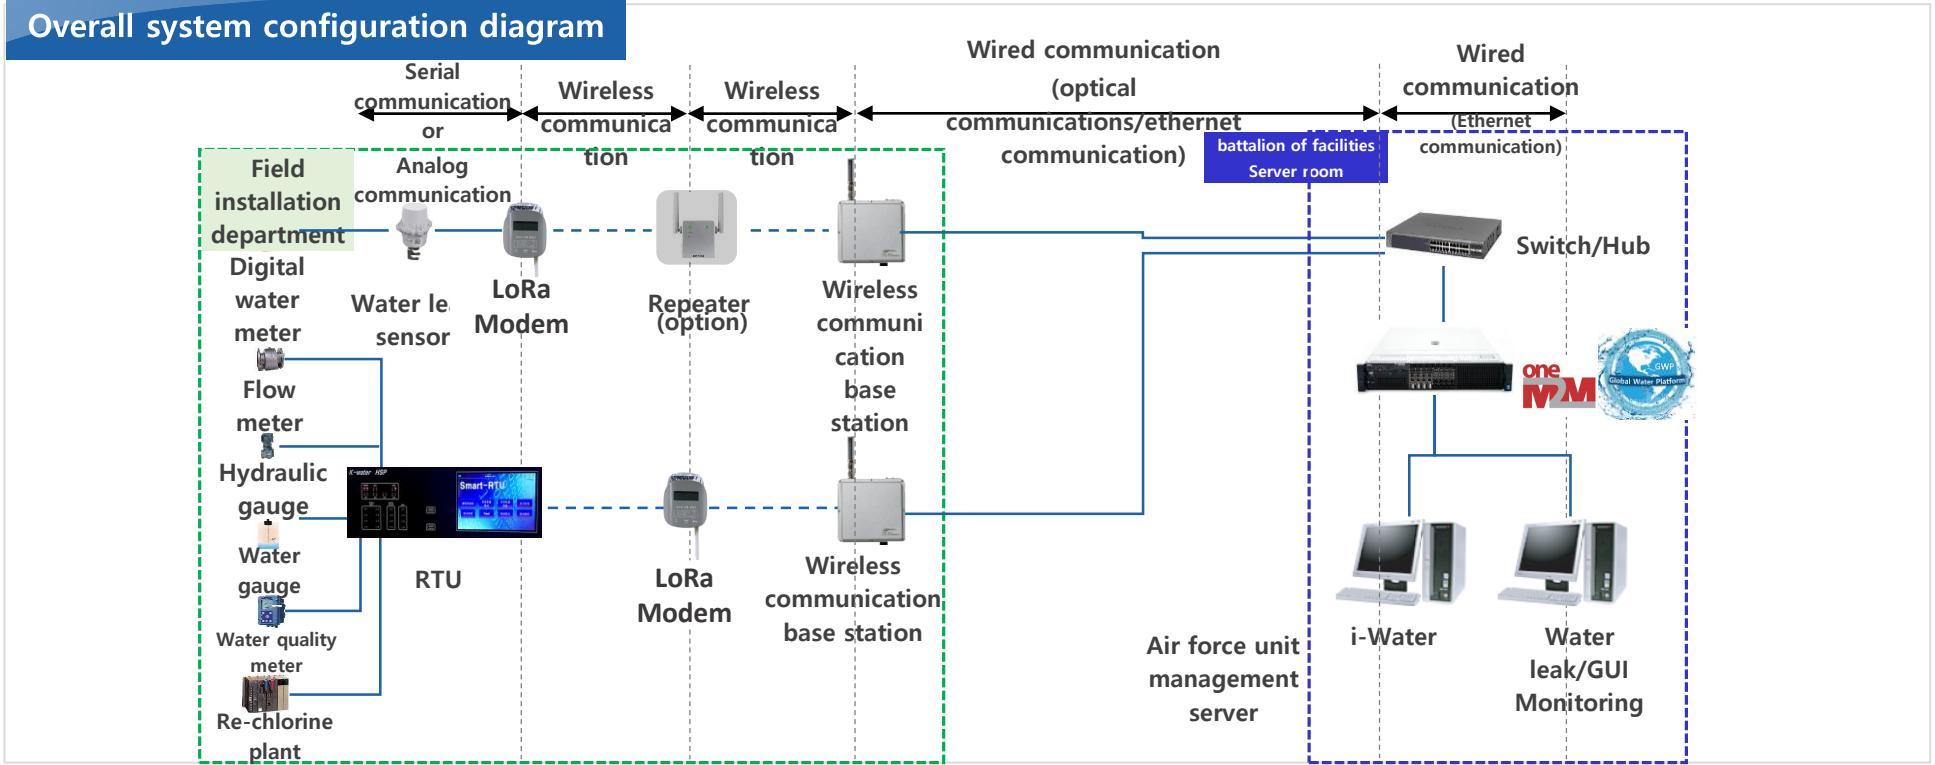 Overall system configuration diagram
Serial
communication
or
Analog
communication
Wireless
communica
tion
Wireless
communica
tion
Wired communication
(optical
communications/ethernet
communication)
Wired
communication
(Ethernet
communication)
battalion of facilities
Server room
Field
installation
department
Digital
water
meter
Water le
sensor
LoRa
Modem
Repeater
(option)
Wireless
communi
cation
base
station
Switch/Hub
one
M2M
GWP
Global Water Platform
Flow
meter
Hydraulic
gauge
K-water HSP
Smart-RTU
Water
gauge
RTU
LoRa
Modem
Wireless
communication
base station
Water quality
meter
Re-chlorine
plant
Air force unit
management
server
i-Water
Water
leak/GUI
Monitoring